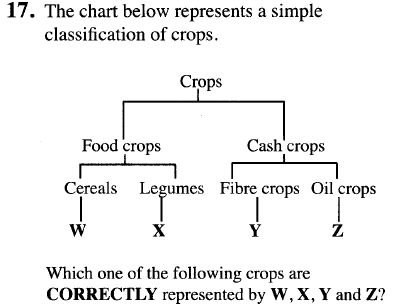 17. The chart below represents a simple
classification of crops.
Crops
Food crops Cash crops
Cereals Legumes Fibre crops Oil crops
W X Y Z
Which one of the following crops are
CORRECTLY represented by W, X, Y and Z?